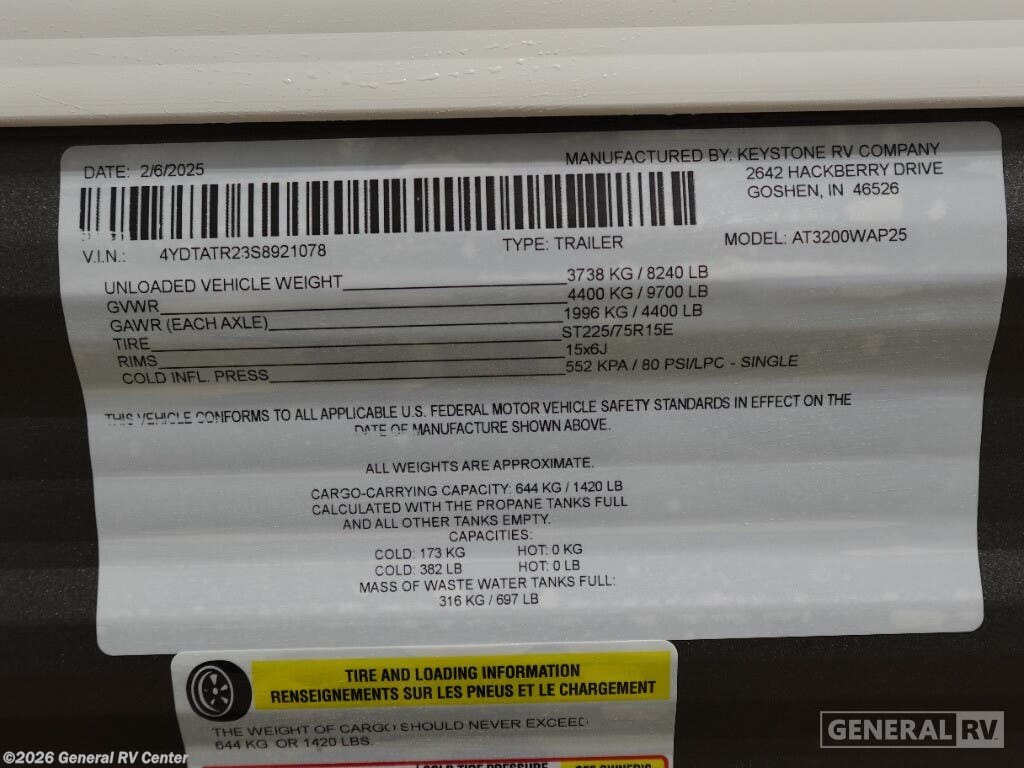 DATE: 2/6/2025
MANUFACTURED BY: KEYSTONE RV COMPANY
2642 HACKBERRY DRIVE
GOSHEN, IN 46526
V.I.N.: 4YDTATR23S8921078 TYPE: TRAILER MODEL: AT3200WAP25
UNLOADED VEHICLE WEIGHT 3738 KG / 8240 LB
GVWR 4400 KG / 9700 LB
GAWR (EACH AXLE) 1996 KG / 4400 LB
TIRE ST225/75R15E
RIMS 15x6J
COLD INFL. PRESS 552 KPA / 80 PSI/LPC - SINGLE
THIS VEHICLE CONFORMS TO ALL APPLICABLE U.S. FEDERAL MOTOR VEHICLE SAFETY STANDARDS IN EFFECT ON THE
DATE OF MANUFACTURE SHOWN ABOVE.
ALL WEIGHTS ARE APPROXIMATE.
CARGO-CARRYING CAPACITY: 644 KG / 1420 LB
CALCULATED WITH THE PROPANE TANKS FULL
AND ALL OTHER TANKS EMPTY.
CAPACITIES:
COLD: 173 KG HOT: 0 KG
COLD: 382 LB HOT: 0 LB
MASS OF WASTE WATER TANKS FULL:
316 KG / 697 LB
TIRE AND LOADING INFORMATION
RENSEIGNEMENTS SUR LES PNEUS ET LE CHARGEMENT
THE WEIGHT OF CARGO SHOULD NEVER EXCEED
644 KG OR 1420 LBS.
COLD TIRE PRESSURE SEE OWNER'S
GENERAL RV
©2026 General RV Center